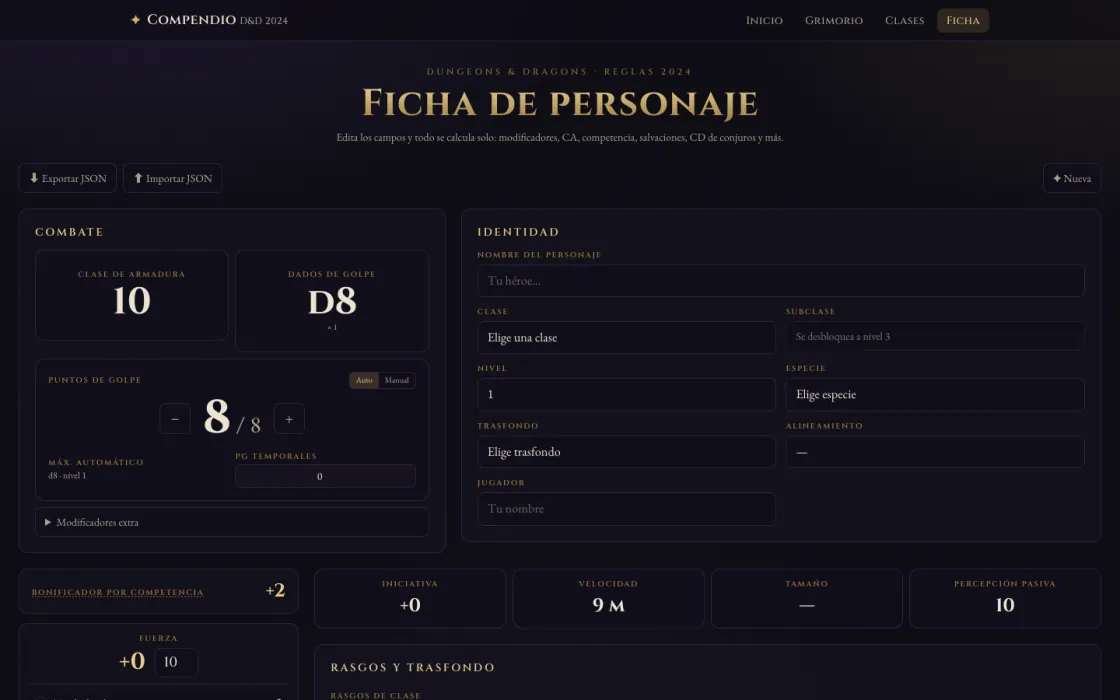 ✦ Compendio D&D 2024
Inicio Grimorio Clases Ficha
DUNGEONS & DRAGONS · REGLAS 2024
Ficha de personaje
Edita los campos y todo se calcula solo: modificadores, CA, competencia, salvaciones, CD de conjuros y más.
⬇ Exportar JSON ⬆ Importar JSON ✦ Nueva
COMBATE
CLASE DE ARMADURA
10
DADOS DE GOLPE
D8
× 1
PUNTOS DE GOLPE
Auto Manual
− 8 / 8 +
MÁX. AUTOMÁTICO
d8 · nivel 1
PG TEMPORALES
0
▶ Modificadores extra
IDENTIDAD
NOMBRE DEL PERSONAJE
Tu héroe...
CLASE SUBCLASE
Elige una clase Se desbloquea a nivel 3
NIVEL ESPECIE
1 Elige especie
TRASFONDO ALINEAMIENTO
Elige trasfondo —
JUGADOR
Tu nombre
BONIFICADOR POR COMPETENCIA +2
INICIATIVA
+0
VELOCIDAD
9 M
TAMAÑO
—
PERCEPCIÓN PASIVA
10
FUERZA
+0 10
RASGOS Y TRASFONDO
RASGOS DE CLASE